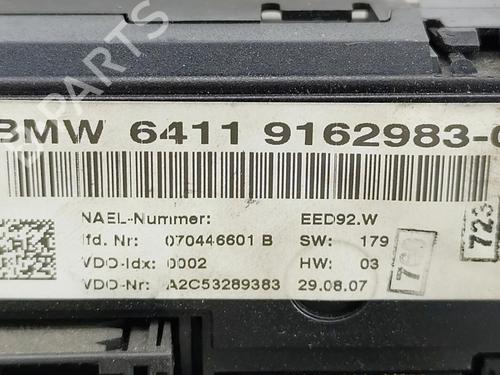 BMW 6411 9162983-0
NAEL-Nummer: EED92.W
lfd. Nr: 070446601 B SW: 179
VDO-Idx: 0002 HW: 03
VDO-Nr: A2C53289383 29.08.07
723